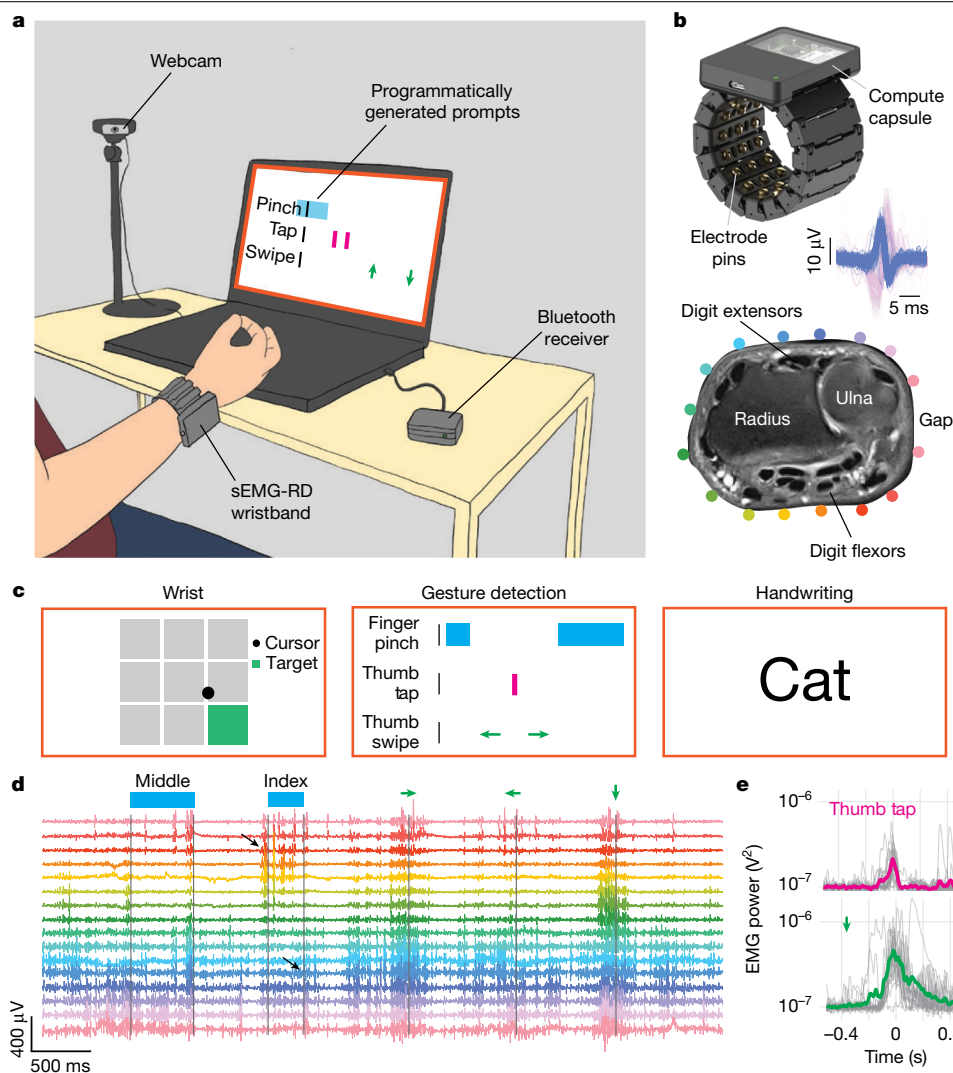 a
Webcam
Programmatically
generated prompts
Pinch
Tap
Swipe
Bluetooth
receiver
sEMG-RD
wristband
b
Compute
capsule
Electrode
pins
10 µV
5 ms
Digit extensors
Radius
Ulna
Gap
Digit flexors
c
Wrist
Cursor
Target
Gesture detection
Finger
pinch
Thumb
tap
Thumb
swipe
Handwriting
Cat
d
Middle
Index
400 µV
500 ms
e
Thumb tap
EMG power (V²)
10⁻⁶
10⁻⁷
10⁻⁶
10⁻⁷
−0.4
0
Time (s)